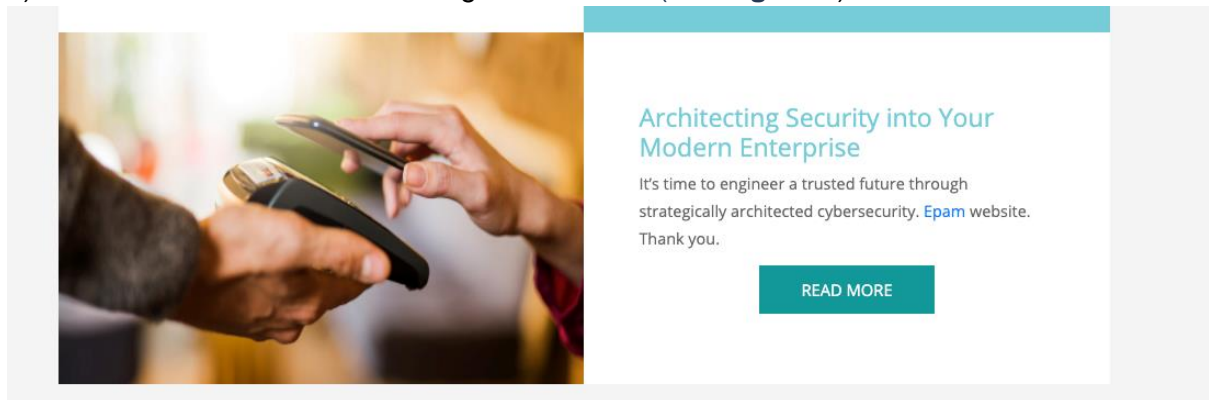 Architecting Security into Your
Modern Enterprise
It's time to engineer a trusted future through
strategically architected cybersecurity. Epam website.
Thank you.
READ MORE